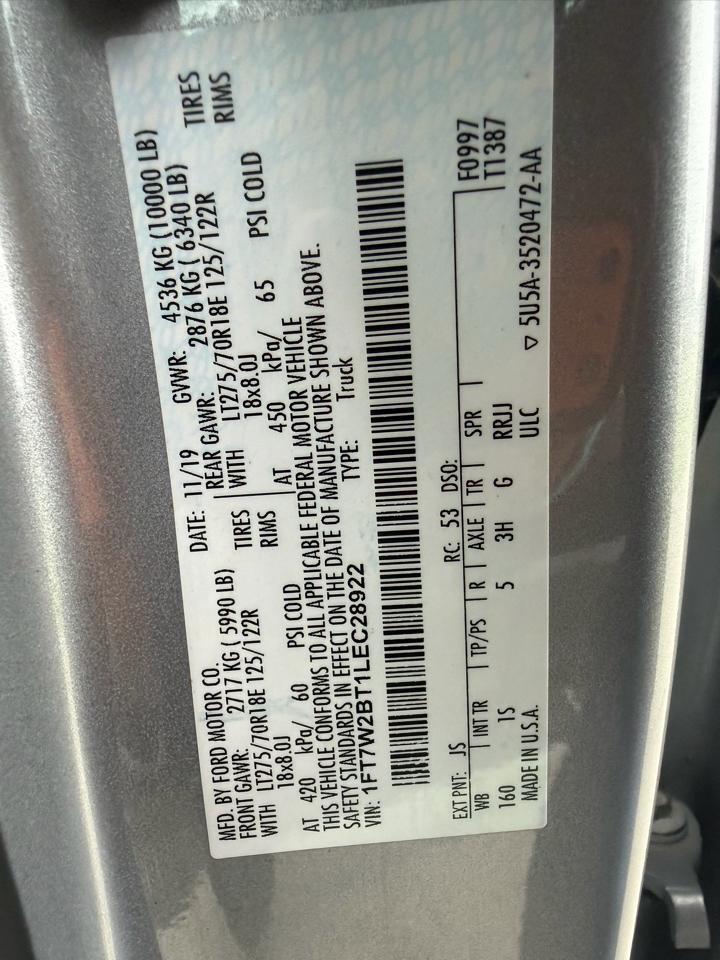 MFD. BY FORD MOTOR CO.
DATE: 11/19 GVWR: 4536 KG (10000 LB)
FRONT GAWR: 2717 KG ( 5990 LB) REAR GAWR: 2876 KG ( 6340 LB)
WITH LT275/70R18E 125/122R TIRES WITH LT275/70R18E 125/122R TIRES
18x8.0J RIMS 18x8.0J RIMS
AT 420 kPa/ 60 PSI COLD AT 450 kPa/ 65 PSI COLD
THIS VEHICLE CONFORMS TO ALL APPLICABLE FEDERAL MOTOR VEHICLE
SAFETY STANDARDS IN EFFECT ON THE DATE OF MANUFACTURE SHOWN ABOVE.
VIN: 1FT7W2BT1LEC28922 TYPE: Truck
EXT PNT: JS RC: 53 DSO: F0997
WB INT TR TP/PS R AXLE TR SPR T1387
160 1S 5 3H G RRJJ
MADE IN U.S.A. ULC ▽ 5U5A-3520472-AA